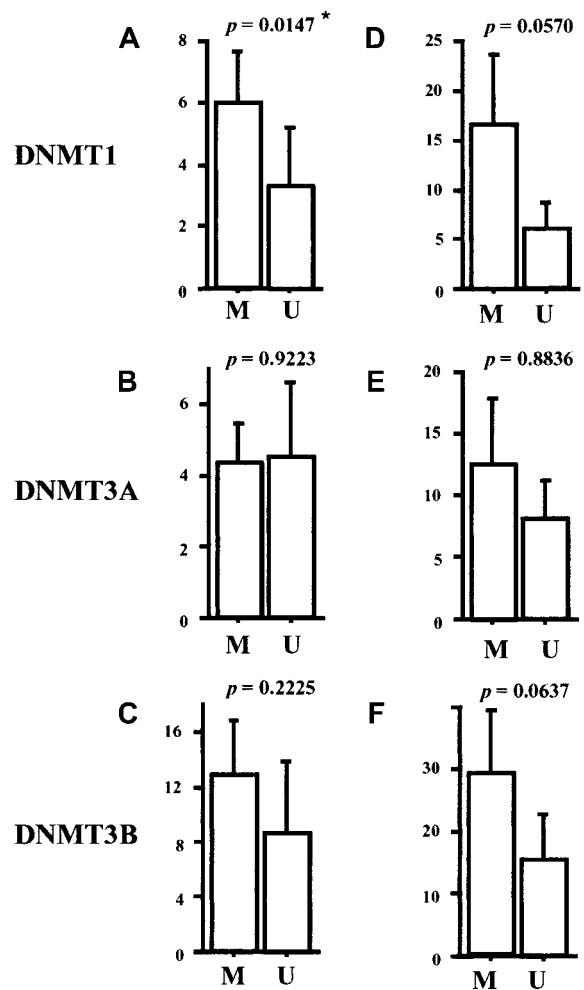 A
p = 0.0147 *
8
6
4
2
0
M U
D
p = 0.0570
25
20
15
10
5
0
M U
DNMT1
B
p = 0.9223
6
4
2
0
M U
E
p = 0.8836
20
15
10
5
0
M U
DNMT3A
C
p = 0.2225
16
12
8
4
0
M U
F
p = 0.0637
30
20
10
0
M U
DNMT3B